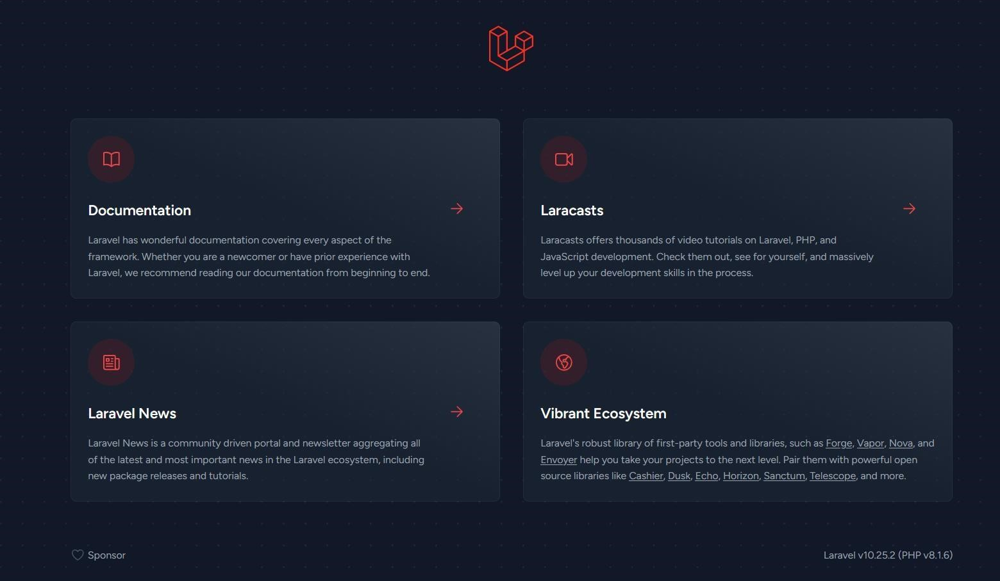 Documentation
Laravel has wonderful documentation covering every aspect of the
framework. Whether you are a newcomer or have prior experience with
Laravel, we recommend reading our documentation from beginning to end.
Laracasts
Laracasts offers thousands of video tutorials on Laravel, PHP, and
JavaScript development. Check them out, see for yourself, and massively
level up your development skills in the process.
Laravel News
Laravel News is a community driven portal and newsletter aggregating all
of the latest and most important news in the Laravel ecosystem, including
new package releases and tutorials.
Vibrant Ecosystem
Laravel's robust library of first-party tools and libraries, such as Forge, Vapor, Nova, and
Envoyer help you take your projects to the next level. Pair them with powerful open
source libraries like Cashier, Dusk, Echo, Horizon, Sanctum, Telescope, and more.
Sponsor
Laravel v10.25.2 (PHP v8.1.6)